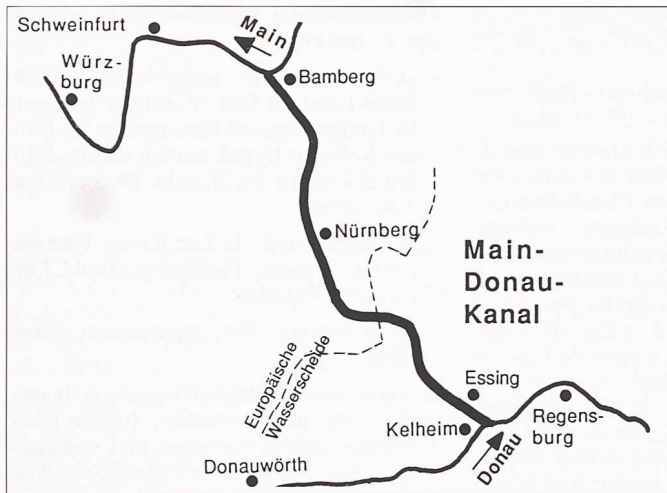 Schweinfurt
Main
Würz-
burg
Bamberg
Nürnberg
Main-
Donau-
Kanal
Europäische
Wasserscheide
Essing
Kelheim
Regens-
burg
Donau
Donauwörth